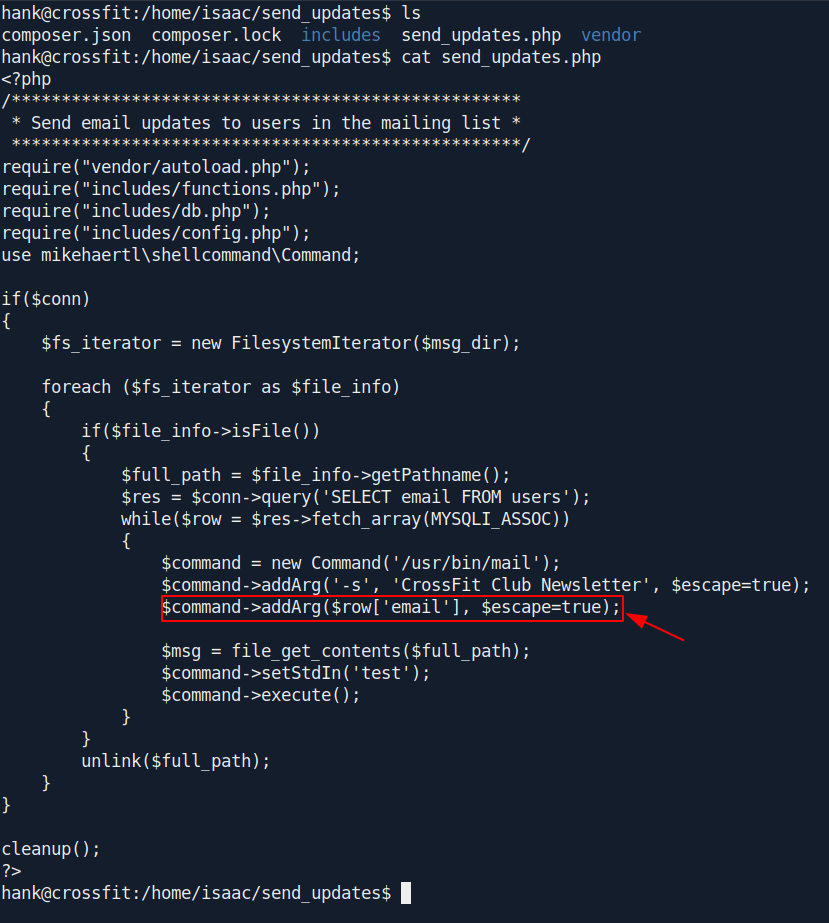 hank@crossfit:/home/isaac/send_updates$ ls
composer.json  composer.lock  includes  send_updates.php  vendor
hank@crossfit:/home/isaac/send_updates$ cat send_updates.php
<?php
/***************************************************
 * Send email updates to users in the mailing list *
 ***************************************************/
require("vendor/autoload.php");
require("includes/functions.php");
require("includes/db.php");
require("includes/config.php");
use mikehaertl\shellcommand\Command;

if($conn)
{
    $fs_iterator = new FilesystemIterator($msg_dir);

    foreach ($fs_iterator as $file_info)
    {
        if($file_info->isFile())
        {
            $full_path = $file_info->getPathname();
            $res = $conn->query('SELECT email FROM users');
            while($row = $res->fetch_array(MYSQLI_ASSOC))
            {
                $command = new Command('/usr/bin/mail');
                $command->addArg('-s', 'CrossFit Club Newsletter', $escape=true);
                $command->addArg($row['email'], $escape=true);

                $msg = file_get_contents($full_path);
                $command->setStdIn('test');
                $command->execute();
            }
        }
        unlink($full_path);
    }
}

cleanup();
?>
hank@crossfit:/home/isaac/send_updates$